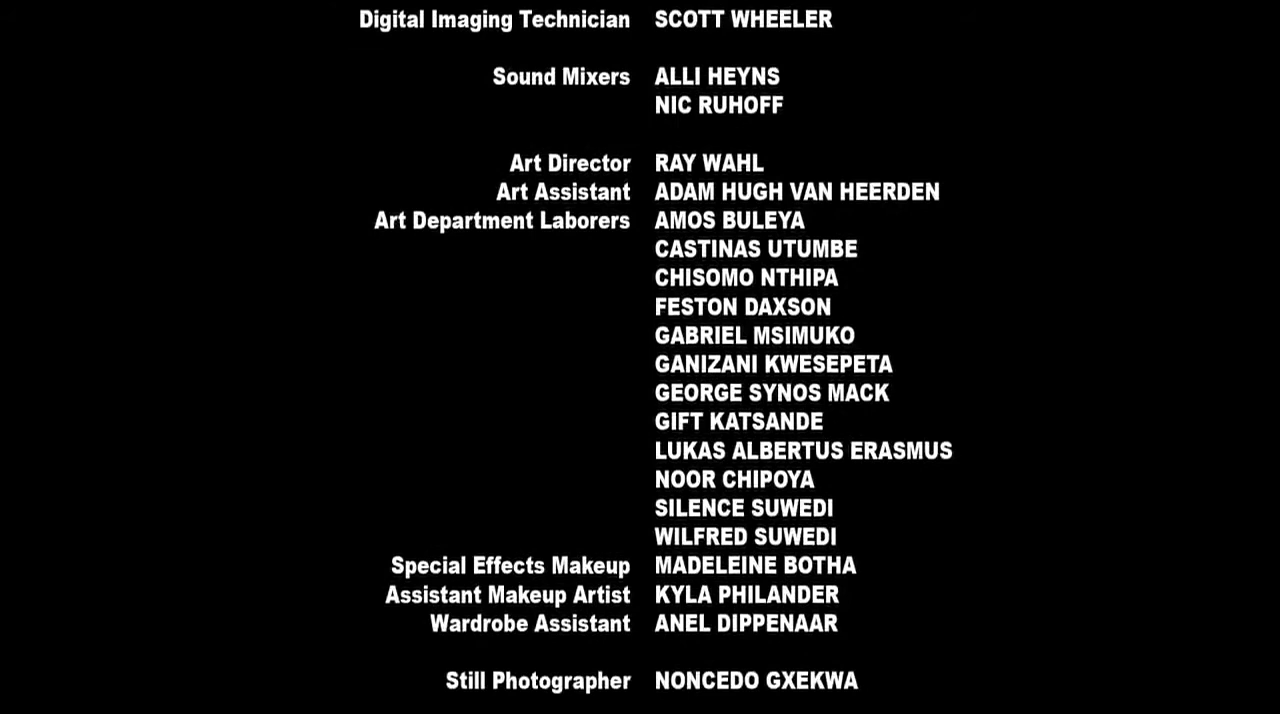 Digital Imaging Technician SCOTT WHEELER
Sound Mixers ALLI HEYNS
NIC RUHOFF
Art Director RAY WAHL
Art Assistant ADAM HUGH VAN HEERDEN
Art Department Laborers AMOS BULEYA
CASTINAS UTUMBE
CHISOMO NTHIPA
FESTON DAXSON
GABRIEL MSIMUKO
GANIZANI KWESEPETA
GEORGE SYNOS MACK
GIFT KATSANDE
LUKAS ALBERTUS ERASMUS
NOOR CHIPOYA
SILENCE SUWEDI
WILFRED SUWEDI
Special Effects Makeup MADELEINE BOTHA
Assistant Makeup Artist KYLA PHILANDER
Wardrobe Assistant ANEL DIPPENAAR
Still Photographer NONCEDO GXEKWA